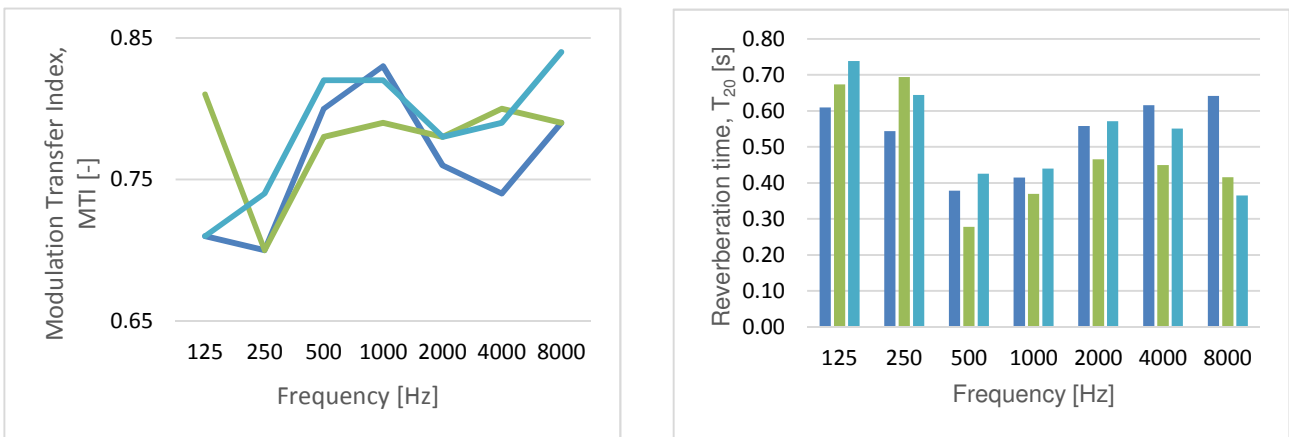 Modulation Transfer Index,
MTI [-]
0.85
0.75
0.65
125 250 500 1000 2000 4000 8000
Frequency [Hz]
Reverberation time, T20 [s]
0.80
0.70
0.60
0.50
0.40
0.30
0.20
0.10
0.00
125 250 500 1000 2000 4000 8000
Frequency [Hz]